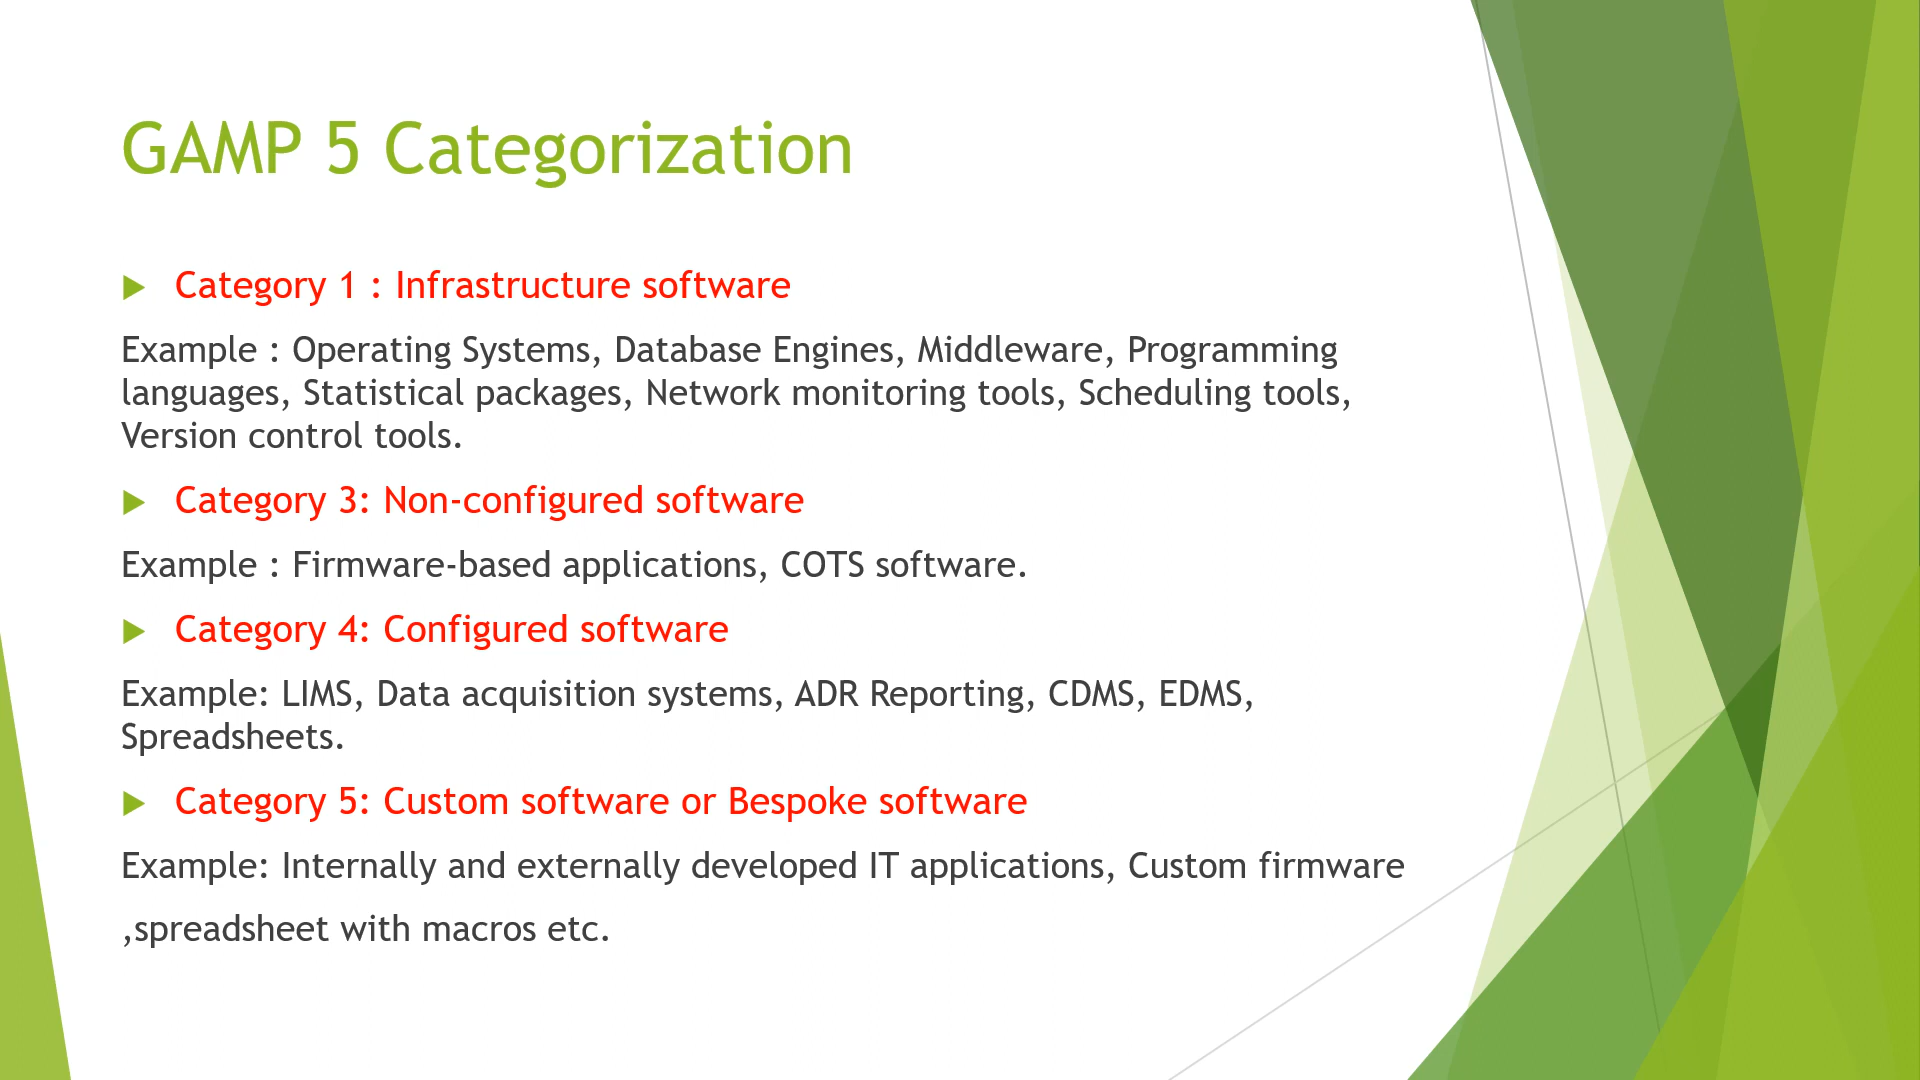 GAMP 5 Categorization
Category 1 : Infrastructure software
Example : Operating Systems, Database Engines, Middleware, Programming
languages, Statistical packages, Network monitoring tools, Scheduling tools,
Version control tools.
Category 3: Non-configured software
Example : Firmware-based applications, COTS software.
Category 4: Configured software
Example: LIMS, Data acquisition systems, ADR Reporting, CDMS, EDMS,
Spreadsheets.
Category 5: Custom software or Bespoke software
Example: Internally and externally developed IT applications, Custom firmware
,spreadsheet with macros etc.